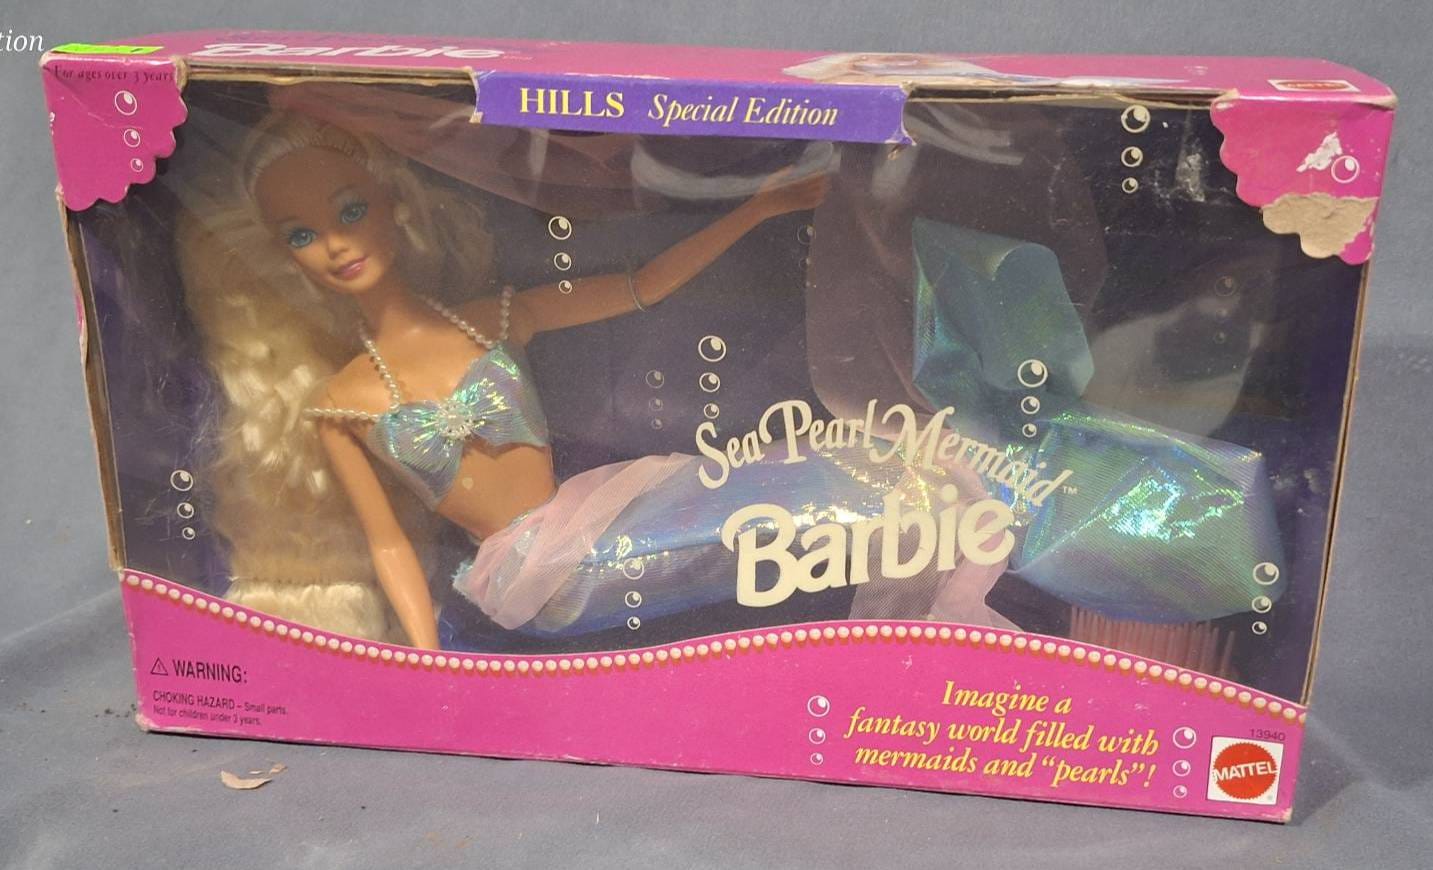 tion
Barbie
For ages over 3 years
HILLS Special Edition
Sea Pearl Mermaid™
Barbie
⚠ WARNING:
CHOKING HAZARD – Small parts.
Not for children under 3 years.
Imagine a
fantasy world filled with
mermaids and “pearls”!
13940
MATTEL